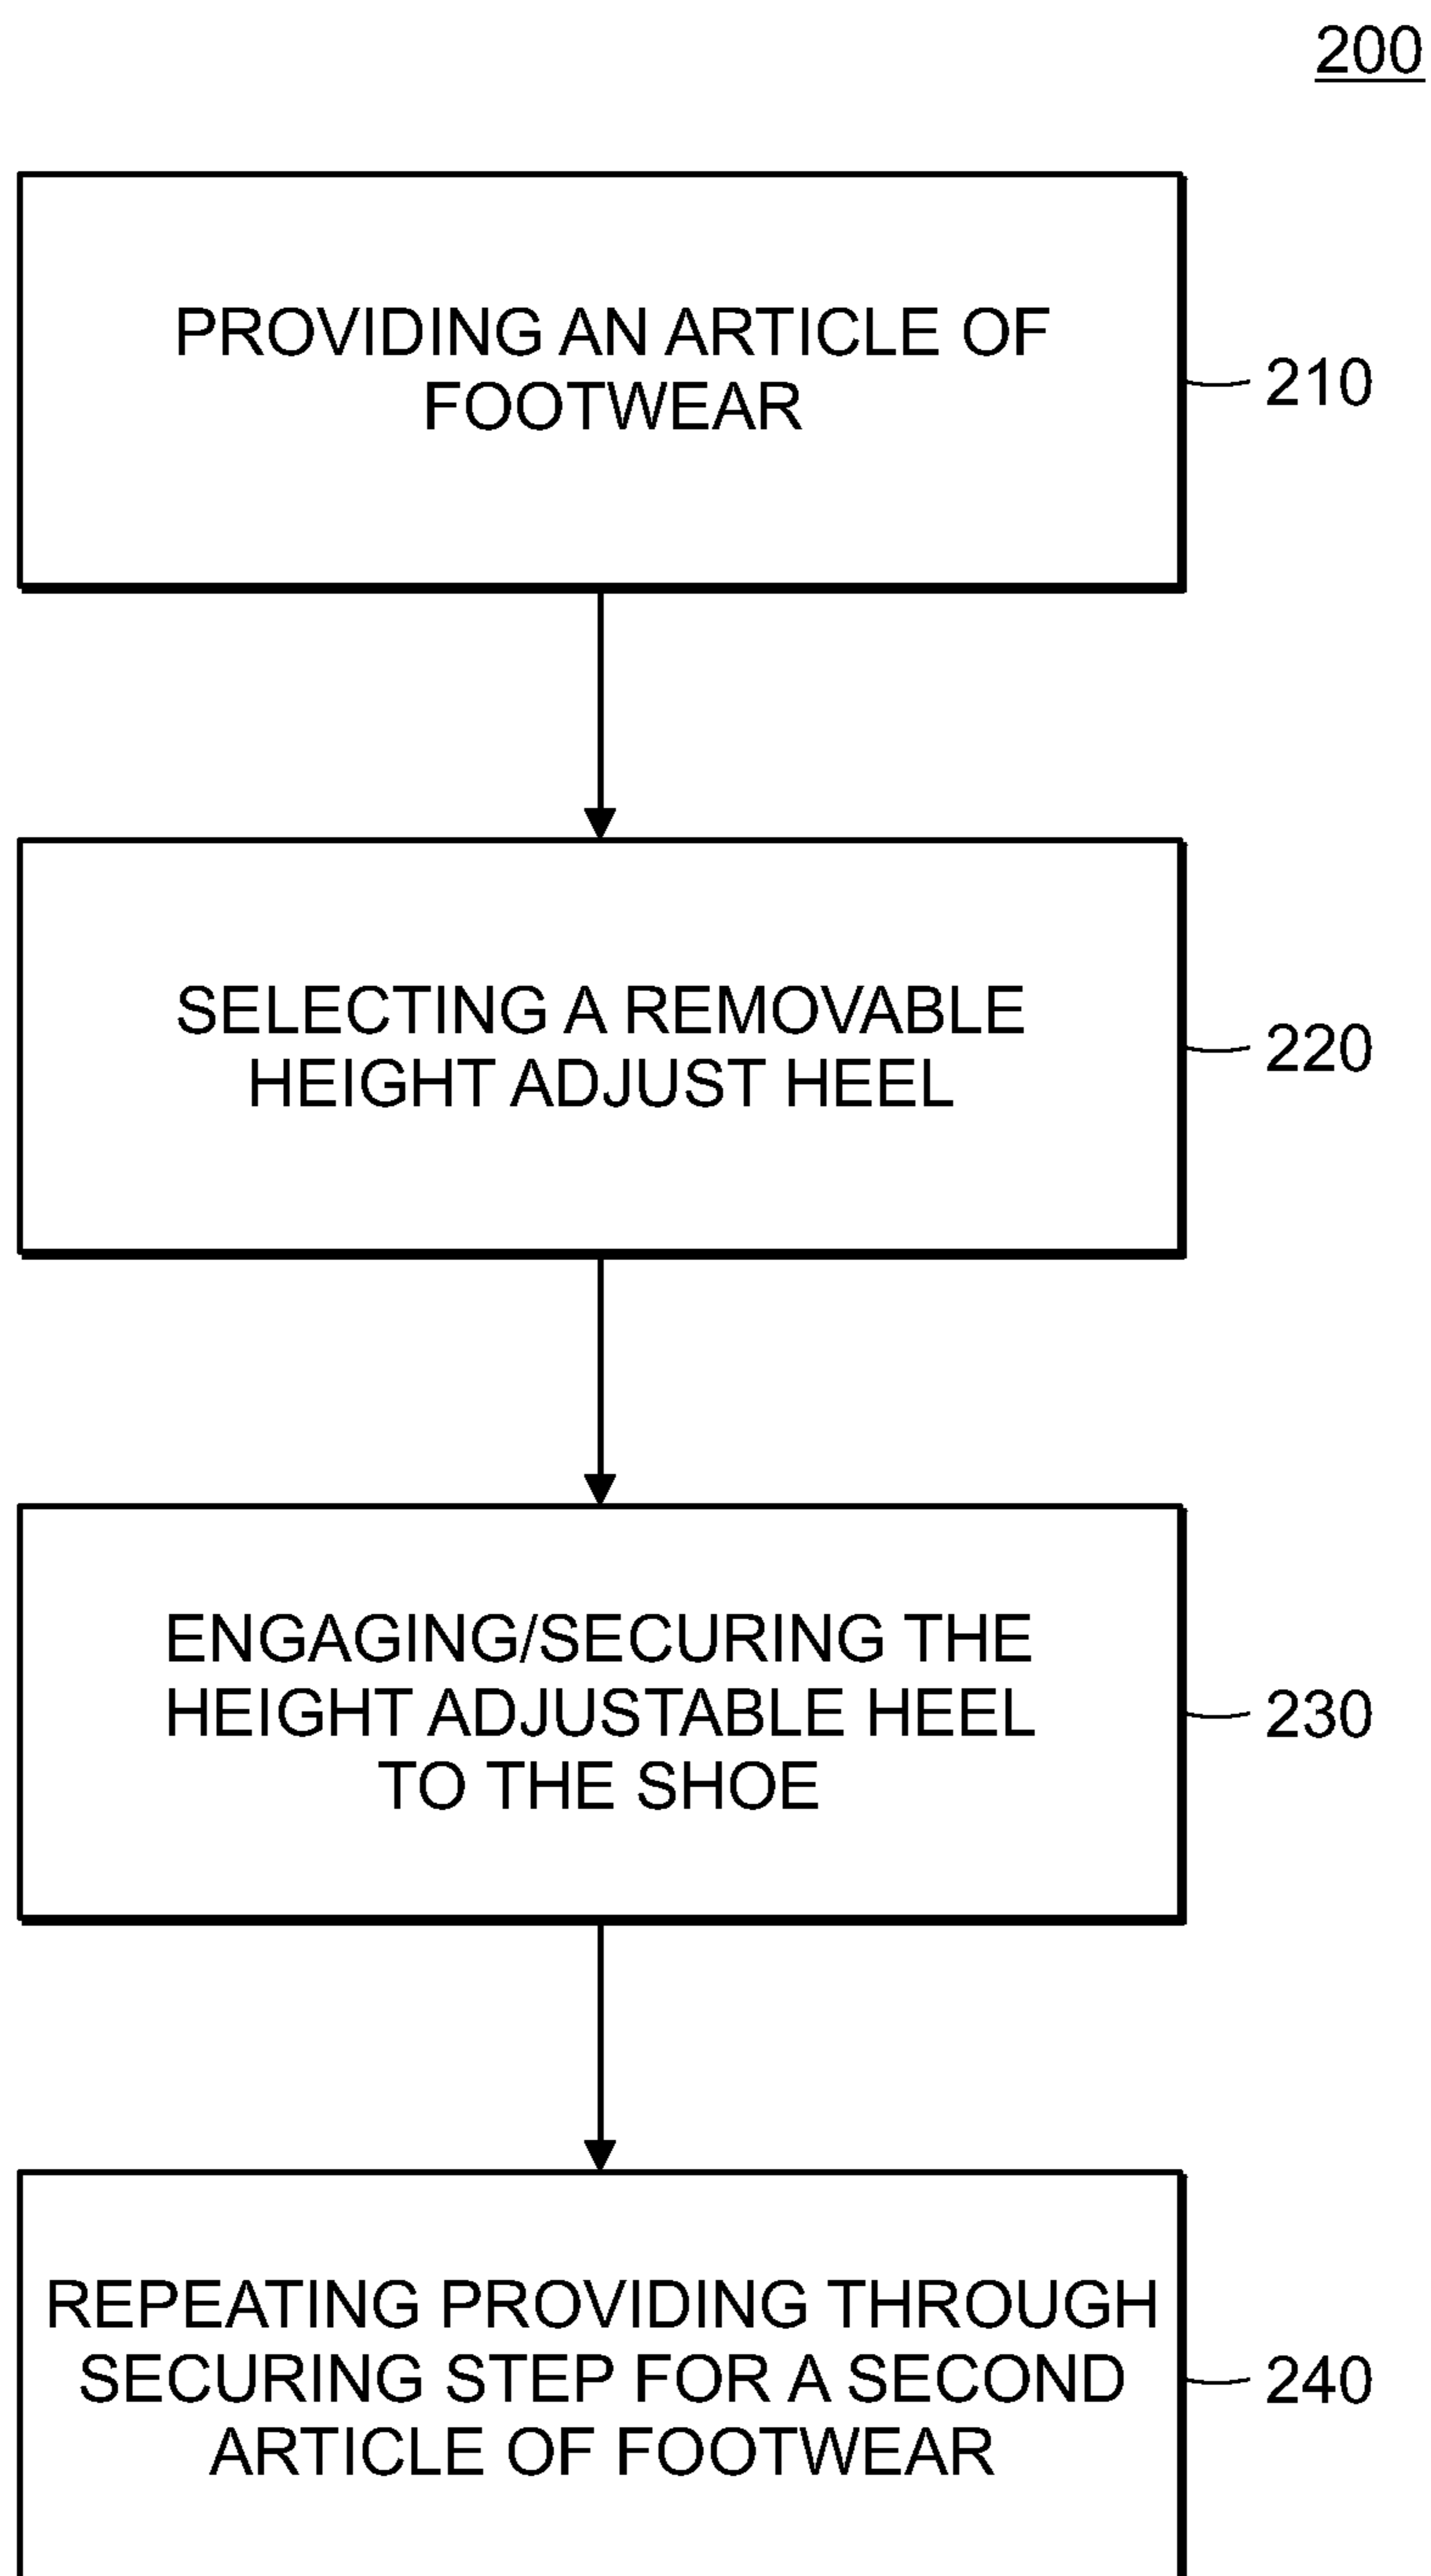 200
PROVIDING AN ARTICLE OF
FOOTWEAR
210
SELECTING A REMOVABLE
HEIGHT ADJUST HEEL
220
ENGAGING/SECURING THE
HEIGHT ADJUSTABLE HEEL
TO THE SHOE
230
REPEATING PROVIDING THROUGH
SECURING STEP FOR A SECOND
ARTICLE OF FOOTWEAR
240